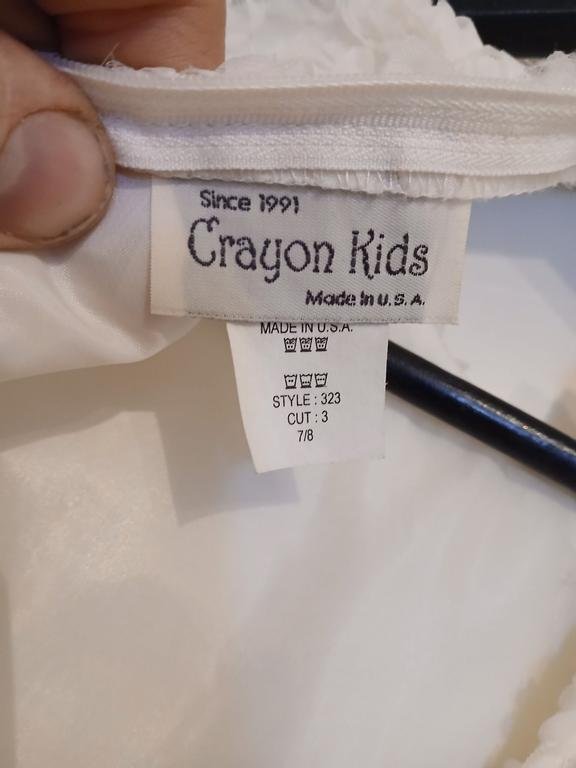 Since 1991
Crayon Kids
Made in U.S.A.
MADE IN U.S.A.
STYLE : 323
CUT : 3
7/8